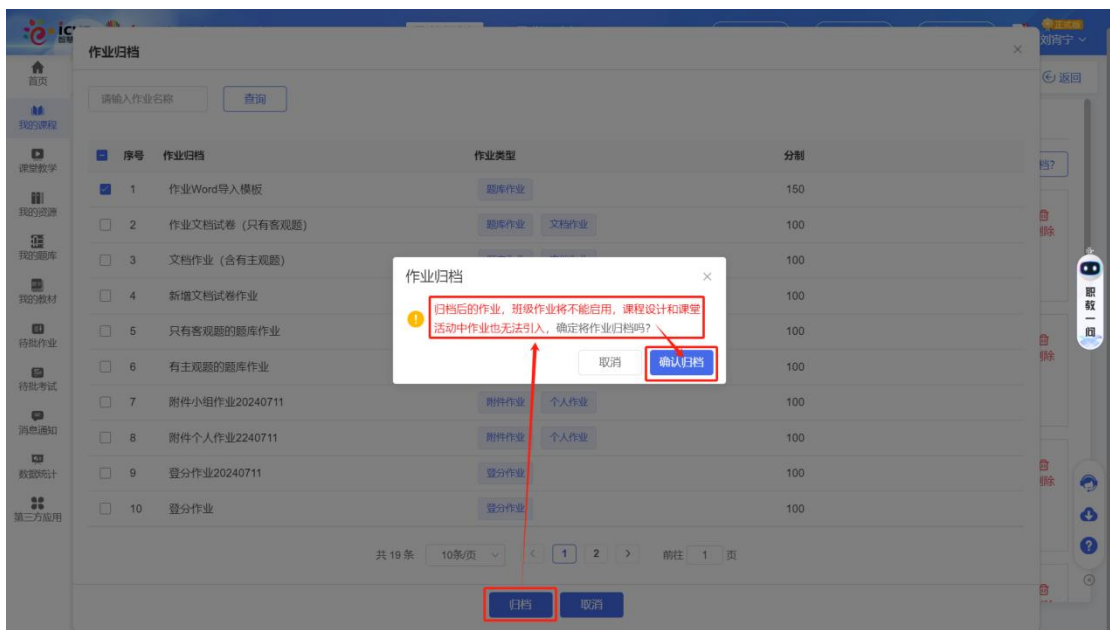 正式版
刘宵宁
作业归档
首页
返回
请输入作业名称 查询
我的课程
序号 作业归档 作业类型 分制
课堂教学
档?
1 作业Word导入模板 题库作业 150
我的资源
2 作业文档试卷（只有客观题） 题库作业 文档作业 100
删除
我的题库
3 文档作业（含有主观题） 100
作业归档
我的教材
4 新增文档试卷作业 100
职教一问
归档后的作业，班级作业将不能启用，课程设计和课堂
活动中作业也无法引入，确定将作业归档吗？
待批作业
5 只有客观题的题库作业 100
删除
取消 确认归档
6 有主观题的题库作业 100
待批考试
7 附件小组作业20240711 附件作业 个人作业 100
消息通知
8 附件个人作业2240711 附件作业 个人作业 100
数据统计
9 登分作业20240711 登分作业 100
删除
第三方应用
10 登分作业 登分作业 100
共 19 条 10条/页 1 2 前往 1 页
归档 取消